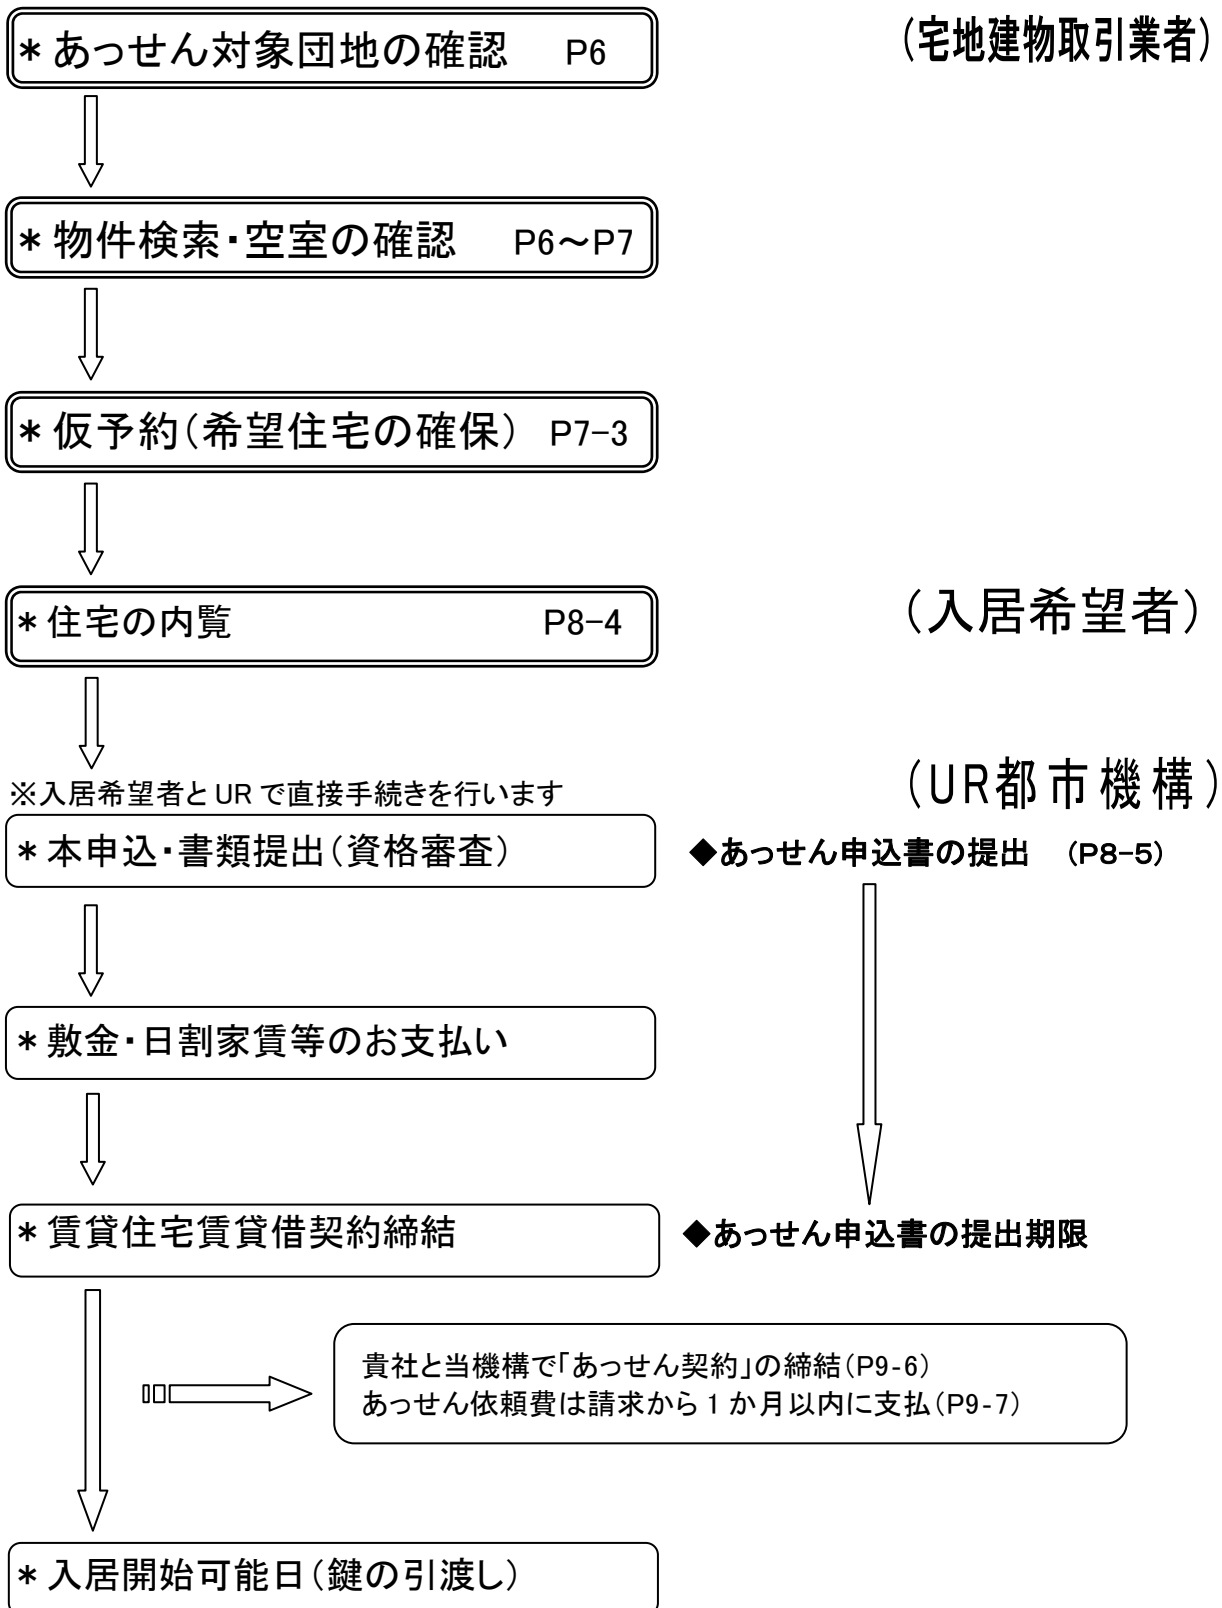 ＊あっせん対象団地の確認　P6
（宅地建物取引業者）
＊物件検索・空室の確認　P6～P7
＊仮予約（希望住宅の確保）　P7-3
＊住宅の内覧　P8-4
（入居希望者）
（UR都市機構）
※入居希望者とURで直接手続きを行います
＊本申込・書類提出（資格審査）
◆あっせん申込書の提出　（P8-5）
＊敷金・日割家賃等のお支払い
＊賃貸住宅賃貸借契約締結
◆あっせん申込書の提出期限
貴社と当機構で「あっせん契約」の締結（P9-6）
あっせん依頼費は請求から1か月以内に支払（P9-7）
＊入居開始可能日（鍵の引渡し）